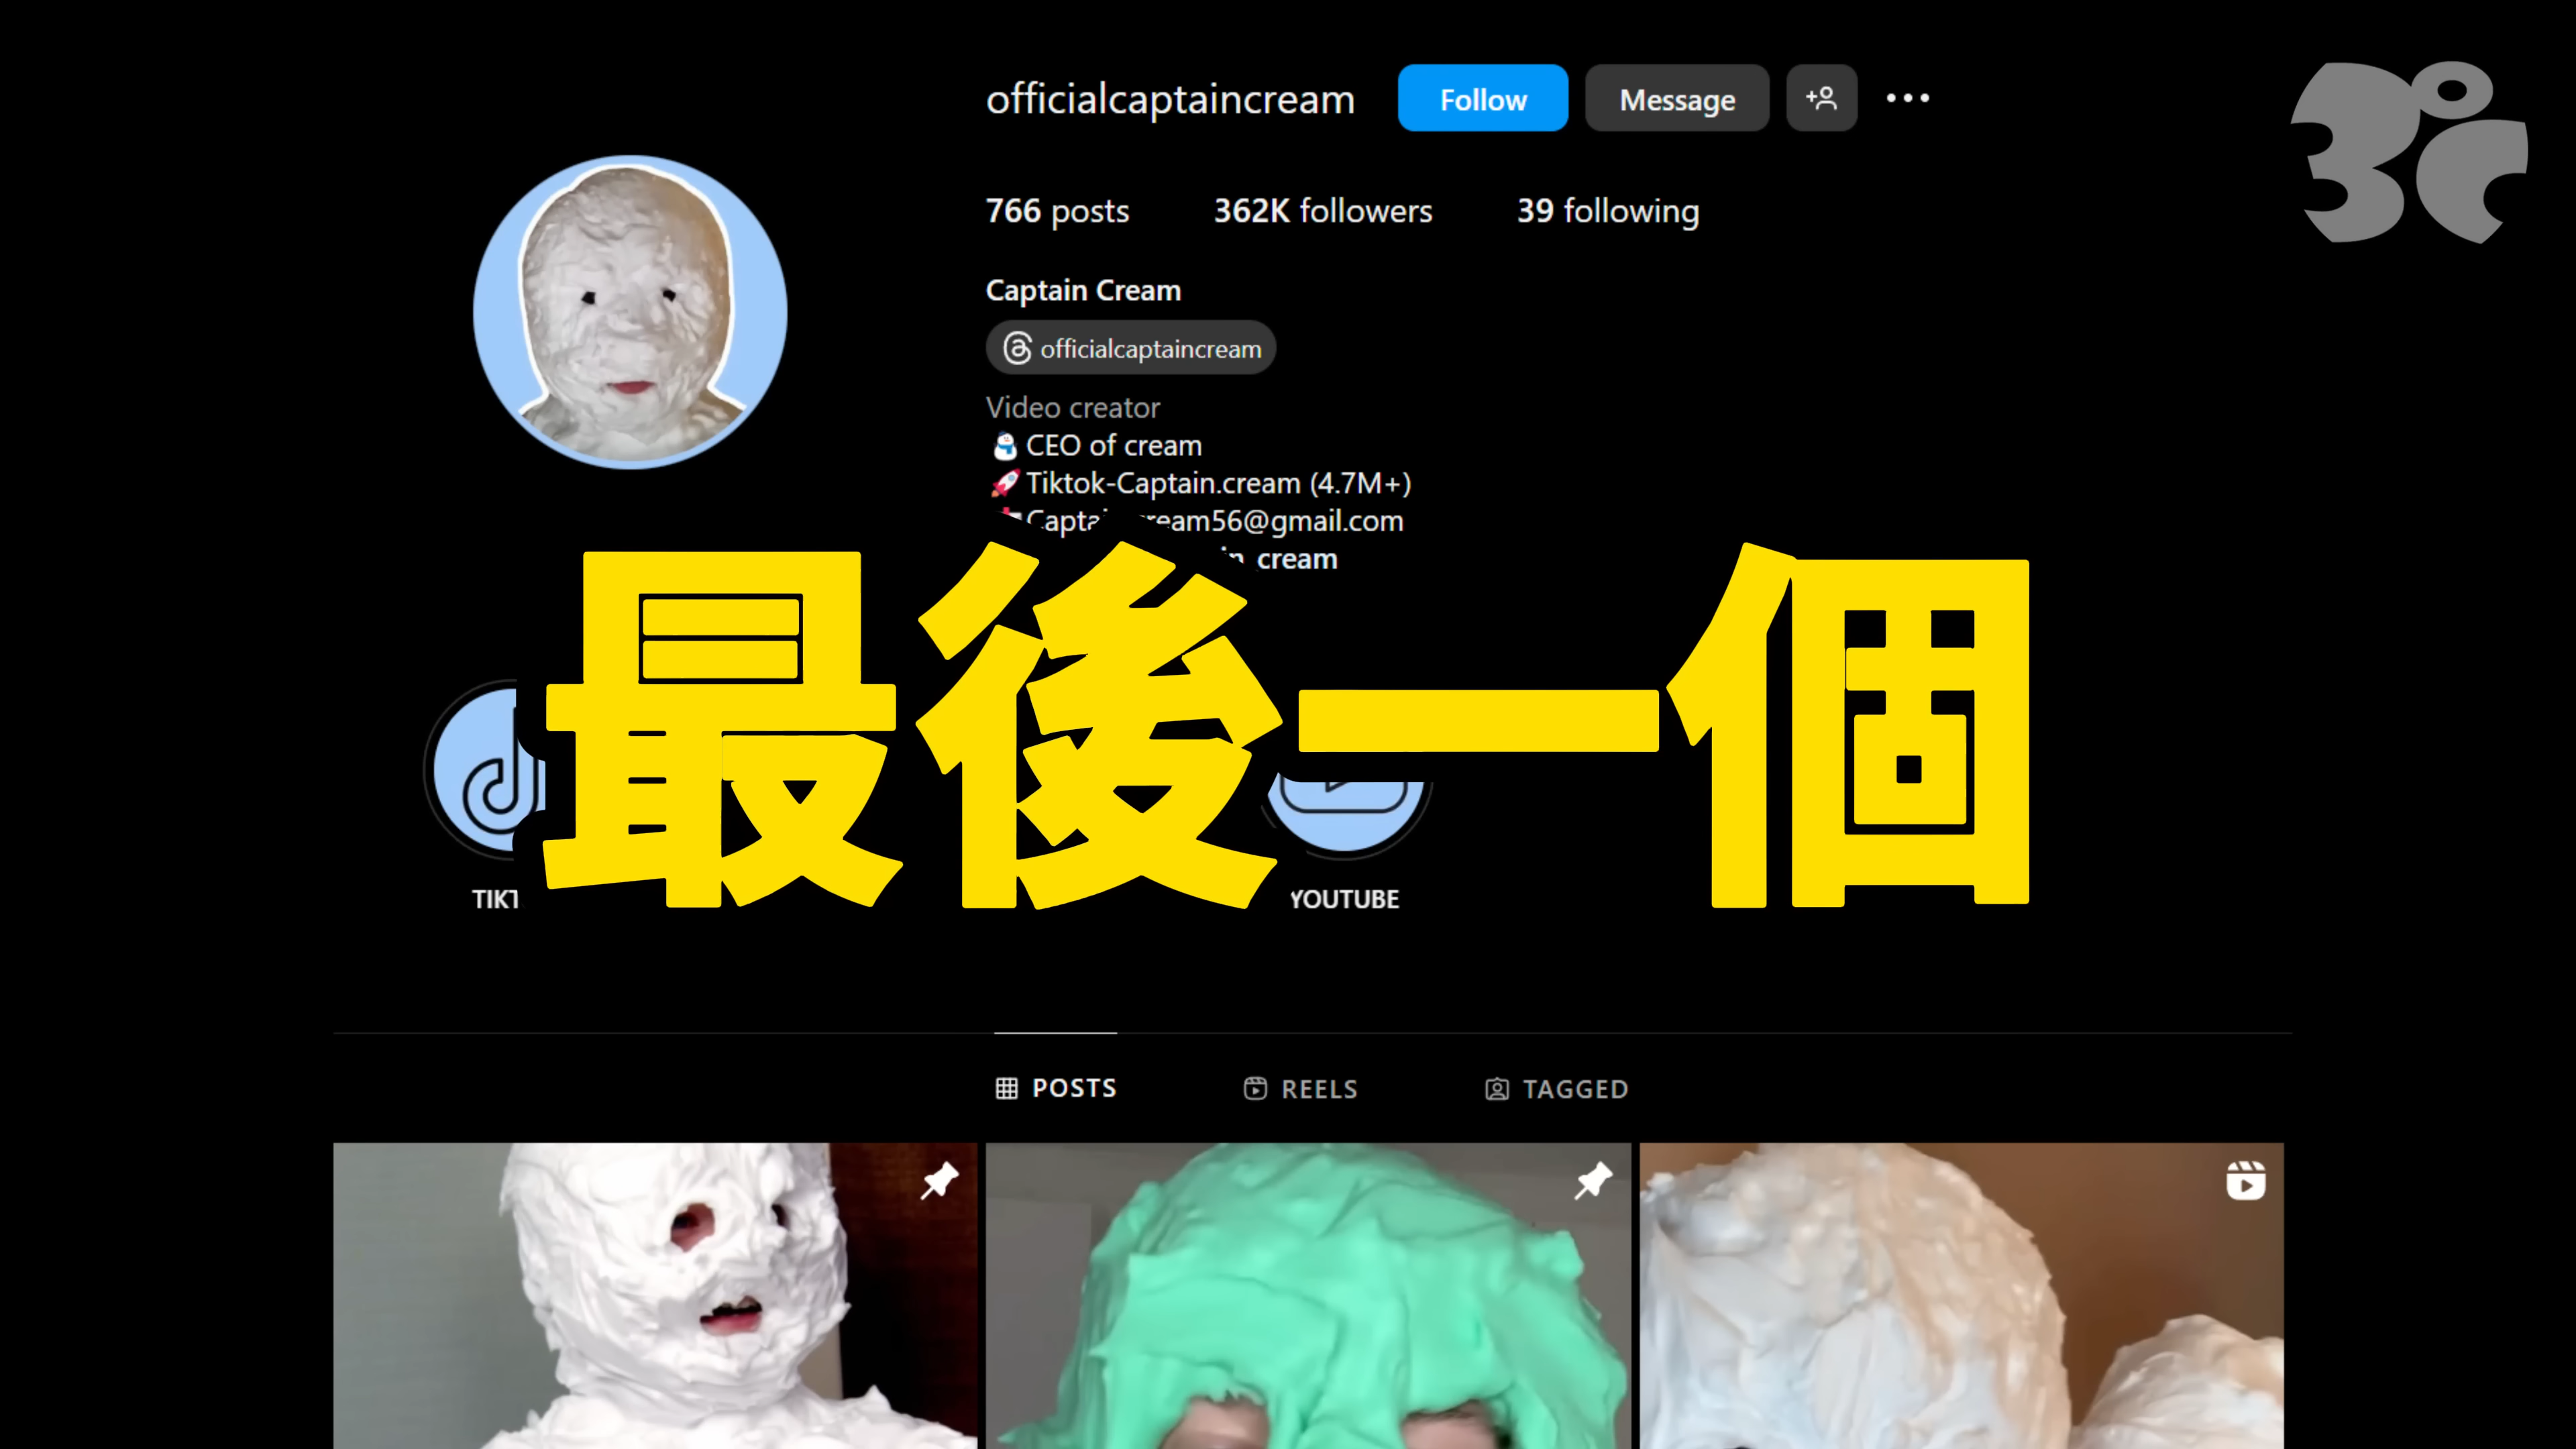 officialcaptaincream Follow Message
766 posts 362K followers 39 following
Captain Cream
officialcaptaincream
Video creator
CEO of cream
Tiktok-Captain.cream (4.7M+)
cream
最後一個
YOUTUBE
POSTS REELS TAGGED